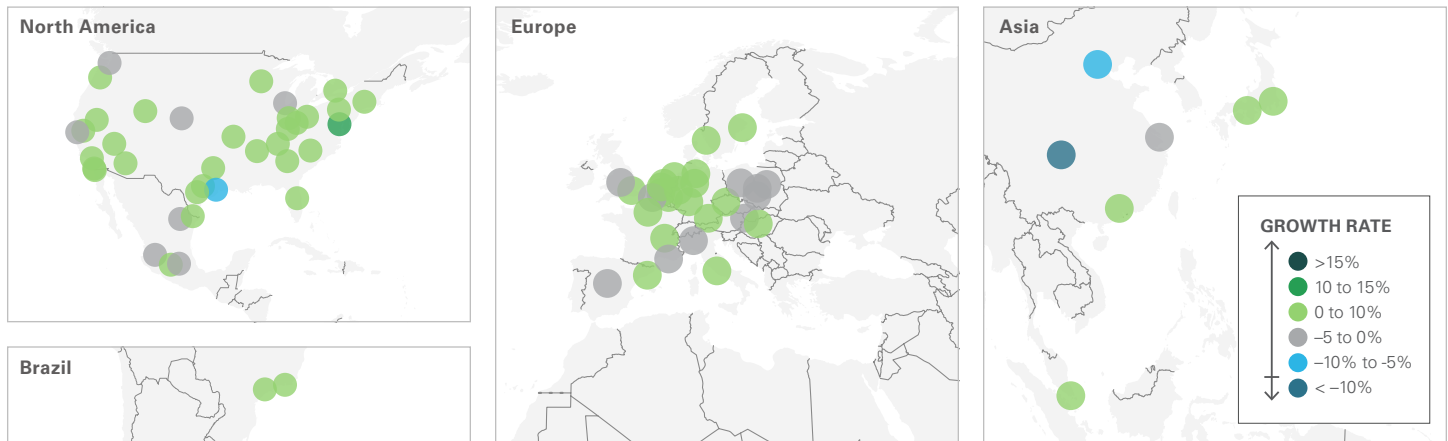 North America
Europe
Asia
GROWTH RATE
>15%
10 to 15%
0 to 10%
–5 to 0%
–10% to -5%
< –10%
Brazil